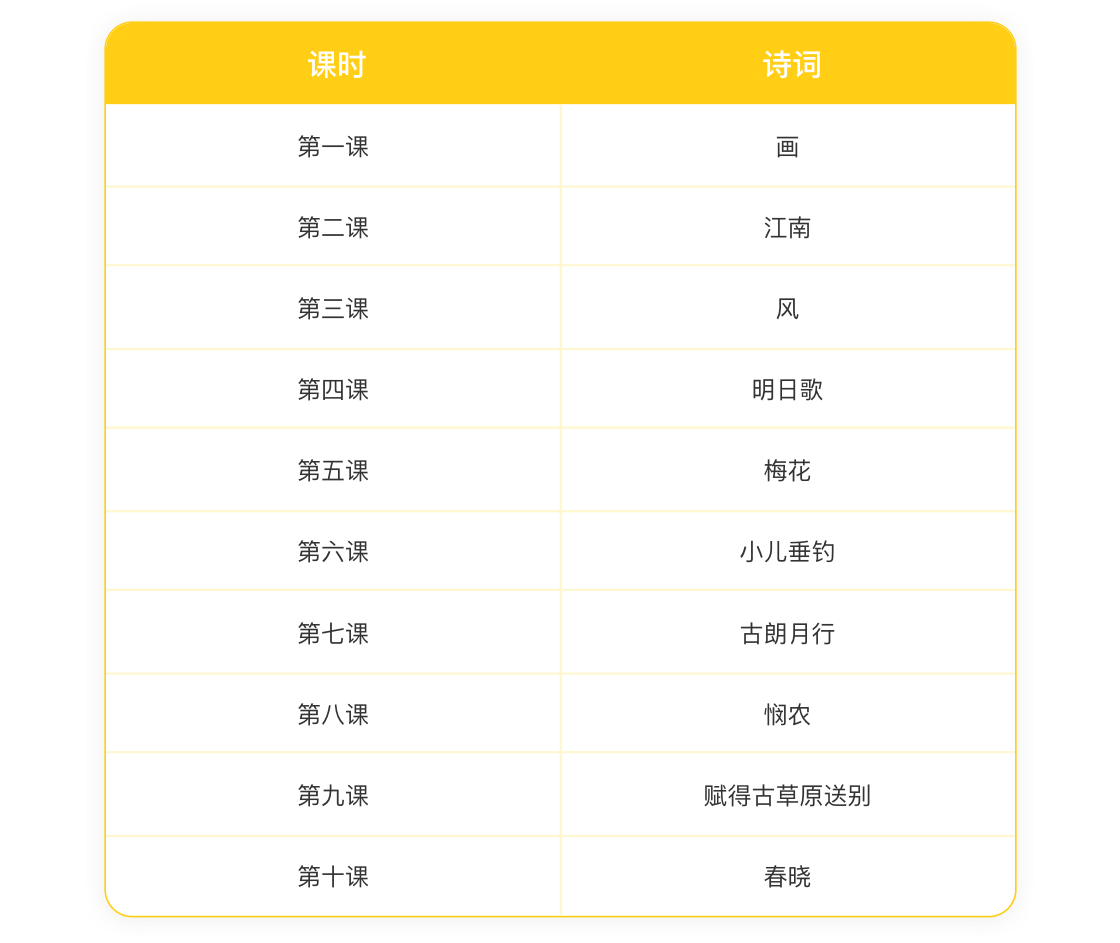 课时 诗词
第一课 画
第二课 江南
第三课 风
第四课 明日歌
第五课 梅花
第六课 小儿垂钓
第七课 古朗月行
第八课 悯农
第九课 赋得古草原送别
第十课 春晓